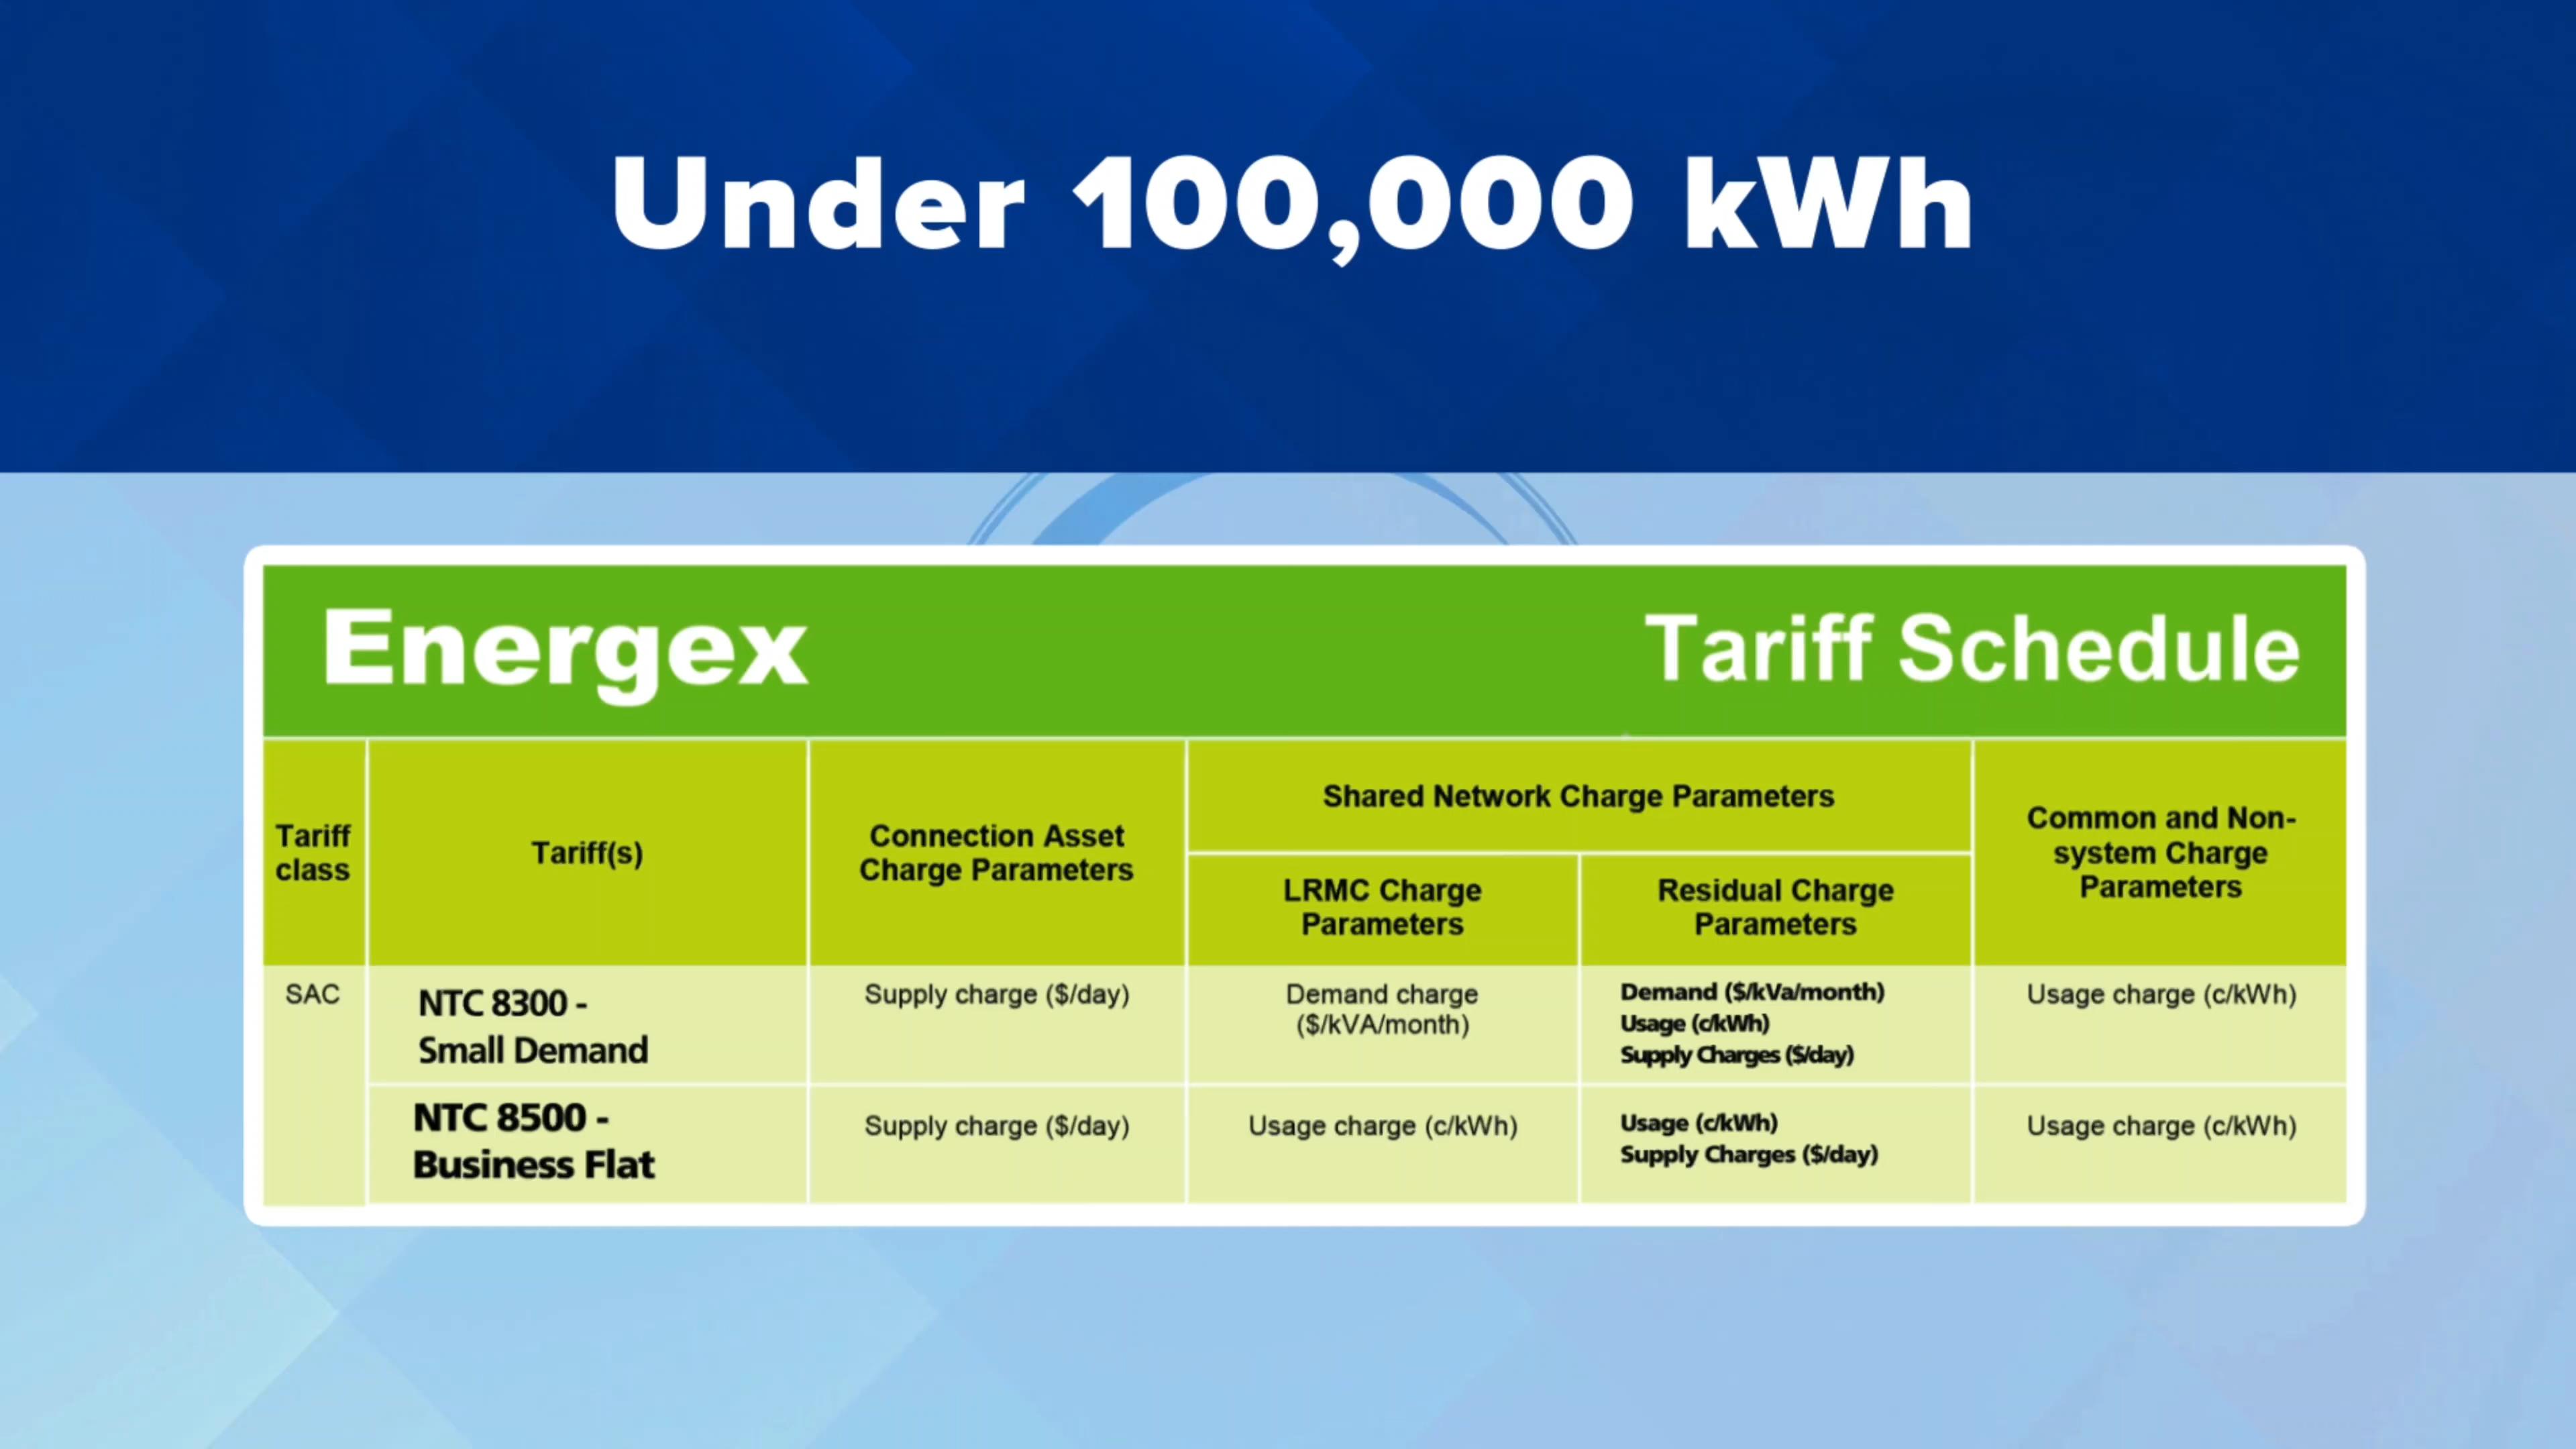 Under 100,000 kWh
Energex
Tariff Schedule
Tariff
class
Tariff(s)
Connection Asset
Charge Parameters
Shared Network Charge Parameters
LRMC Charge
Parameters
Residual Charge
Parameters
Common and Non-
system Charge
Parameters
SAC
NTC 8300 -
Small Demand
Supply charge ($/day)
Demand charge
($/kVA/month)
Demand ($/kVa/month)
Usage (c/kWh)
Supply Charges ($/day)
Usage charge (c/kWh)
NTC 8500 -
Business Flat
Supply charge ($/day)
Usage charge (c/kWh)
Usage (c/kWh)
Supply Charges ($/day)
Usage charge (c/kWh)